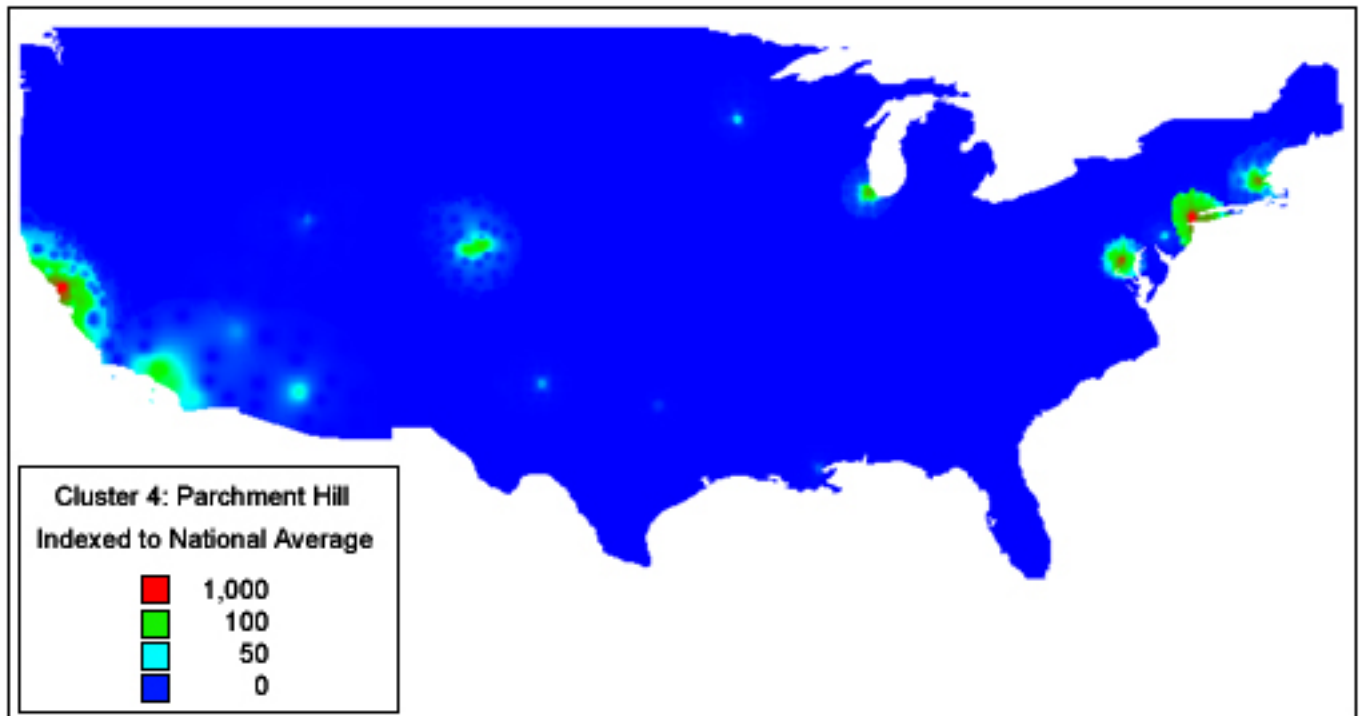 Cluster 4: Parchment Hill
Indexed to National Average
1,000
100
50
0